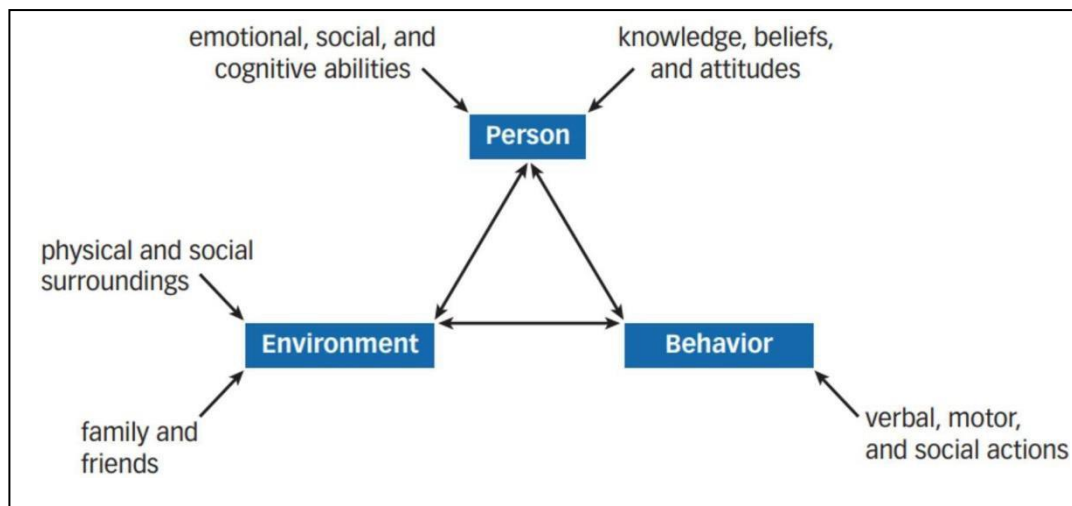 emotional, social, and
cognitive abilities
knowledge, beliefs,
and attitudes
Person
physical and social
surroundings
Environment
Behavior
family and
friends
verbal, motor,
and social actions